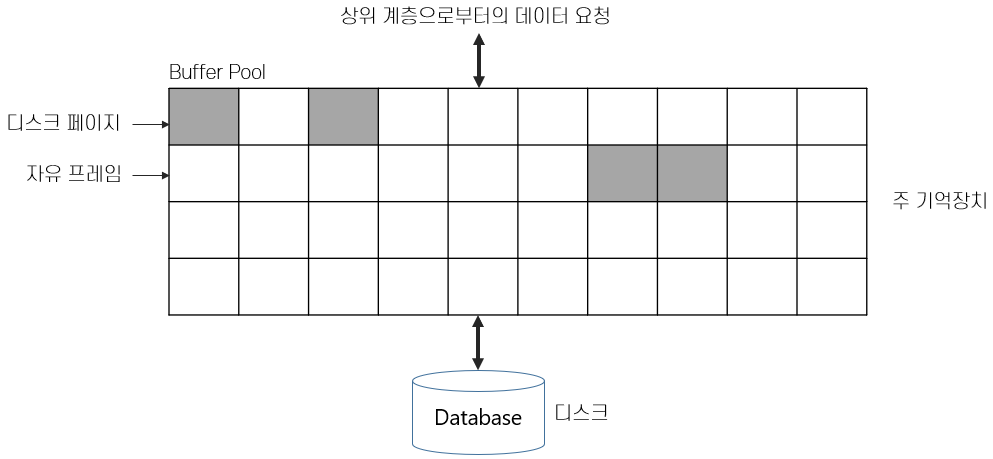 상위 계층으로부터의 데이터 요청
Buffer Pool
디스크 페이지
자유 프레임
주 기억장치
Database
디스크